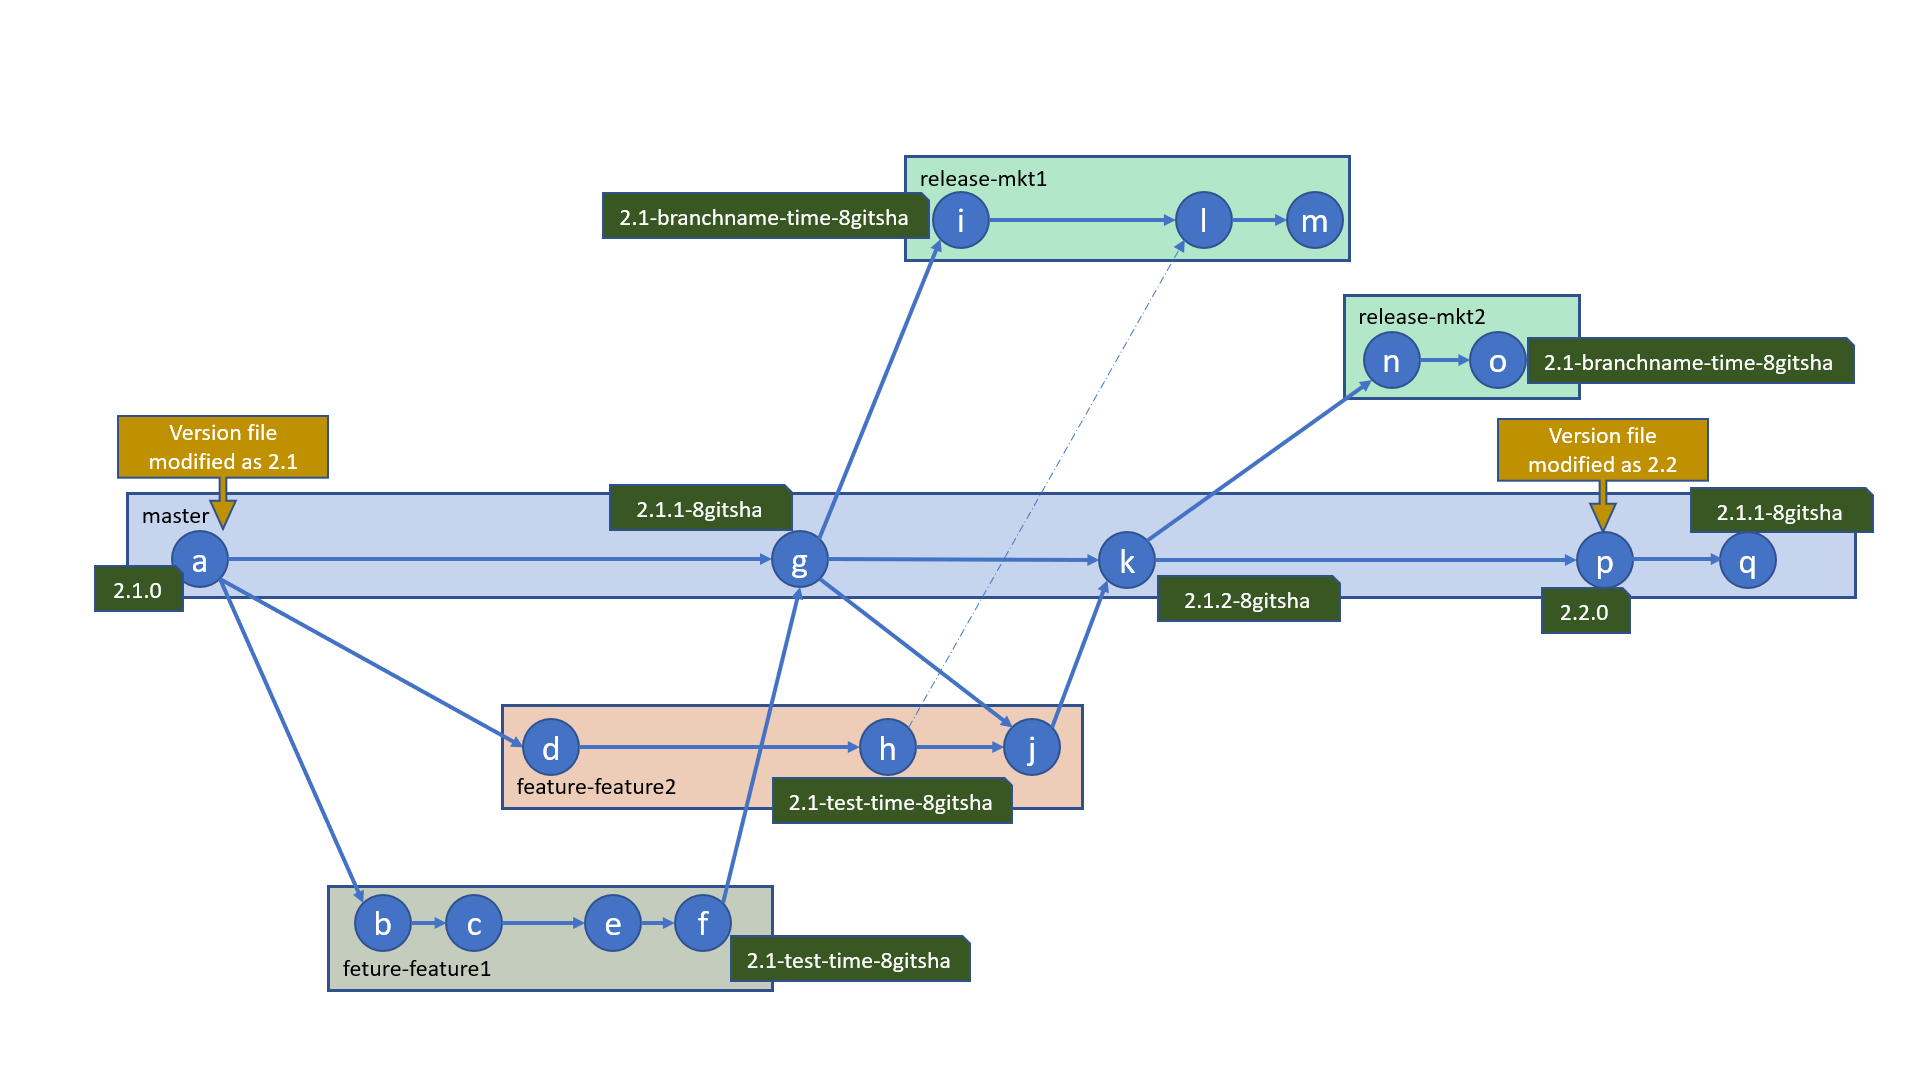 release-mkt1
2.1-branchname-time-8gitsha
i
l
m
release-mkt2
n
o
2.1-branchname-time-8gitsha
Version file
modified as 2.1
Version file
modified as 2.2
master
2.1.1-8gitsha
2.1.1-8gitsha
a
g
k
p
q
2.1.0
2.1.2-8gitsha
2.2.0
d
h
j
feature-feature2
2.1-test-time-8gitsha
b
c
e
f
feture-feature1
2.1-test-time-8gitsha